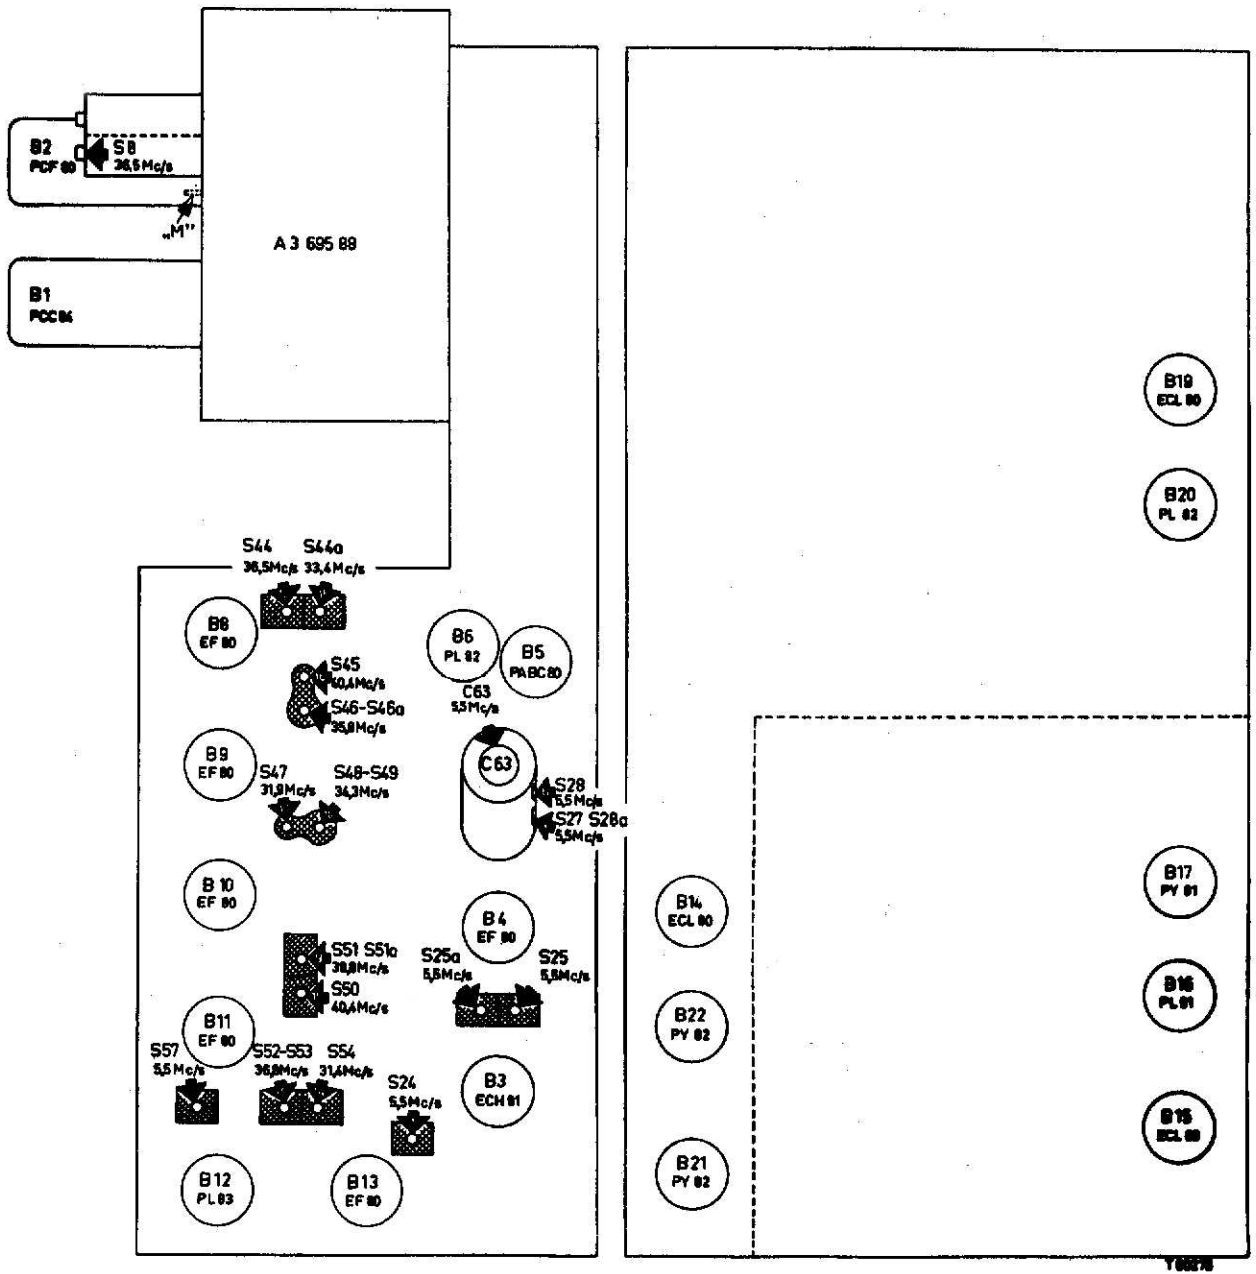 B2
PCF 80
S8
36,5 Mc/s
„M"
A 3 695 89
B1
PCC 84
B19
ECL 80
B20
PL 82
S44 S44a
36,5Mc/s 33,4Mc/s
B8
EF 80
B6
PL 82
B5
PABC 80
S45
40,4Mc/s
C63
5,5Mc/s
S46-S46a
35,8Mc/s
B9
EF 80
C63
S47 S48-S49
31,9Mc/s 34,3Mc/s
S28
5,5Mc/s
S27 S28a
5,5Mc/s
B10
EF 80
B4
EF 80
B14
ECL 80
B17
PY 81
S51 S51a
S25a S25
5,5Mc/s 5,5Mc/s
S50
40,4Mc/s
B11
EF 80
B22
PY 82
B16
PL 81
S57 S52-S53 S54
5,5Mc/s 36,8Mc/s 31,4Mc/s
S24
5,5Mc/s
B3
ECH 81
B15
ECL 80
B12
PL 83
B13
EF 80
B21
PY 82